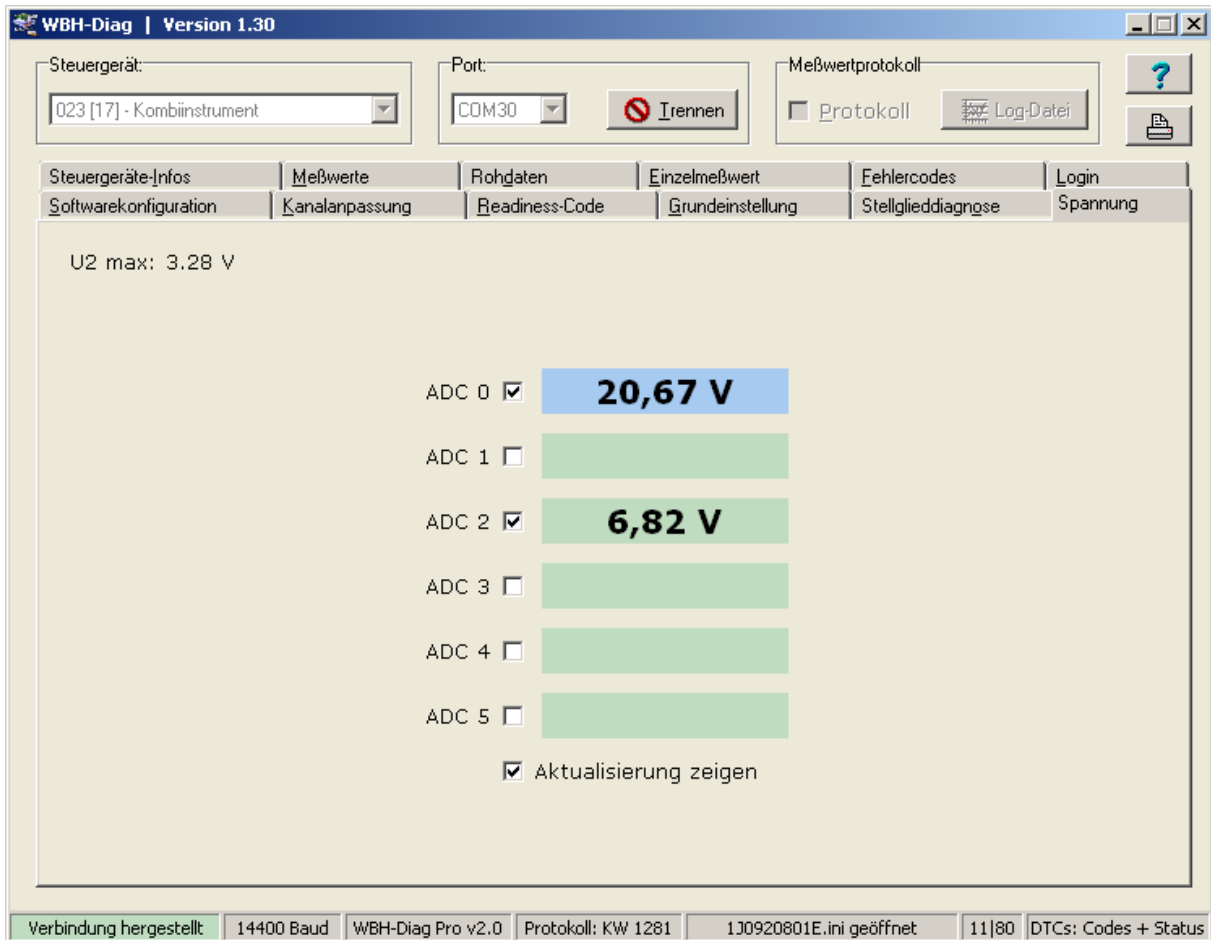 WBH-Diag | Version 1.30
Steuergerät: Port: Meßwertprotokoll
023 [17] - Kombiinstrument COM30 Trennen Protokoll Log-Datei
Steuergeräte-Infos Meßwerte Rohdaten Einzelmeßwert Fehlercodes Login
Softwarekonfiguration Kanalanpassung Readiness-Code Grundeinstellung Stellglieddiagnose Spannung
U2 max: 3.28 V
ADC 0 20,67 V
ADC 1
ADC 2 6,82 V
ADC 3
ADC 4
ADC 5
Aktualisierung zeigen
Verbindung hergestellt 14400 Baud WBH-Diag Pro v2.0 Protokoll: KW 1281 1J0920801E.ini geöffnet 11|80 DTCs: Codes + Status